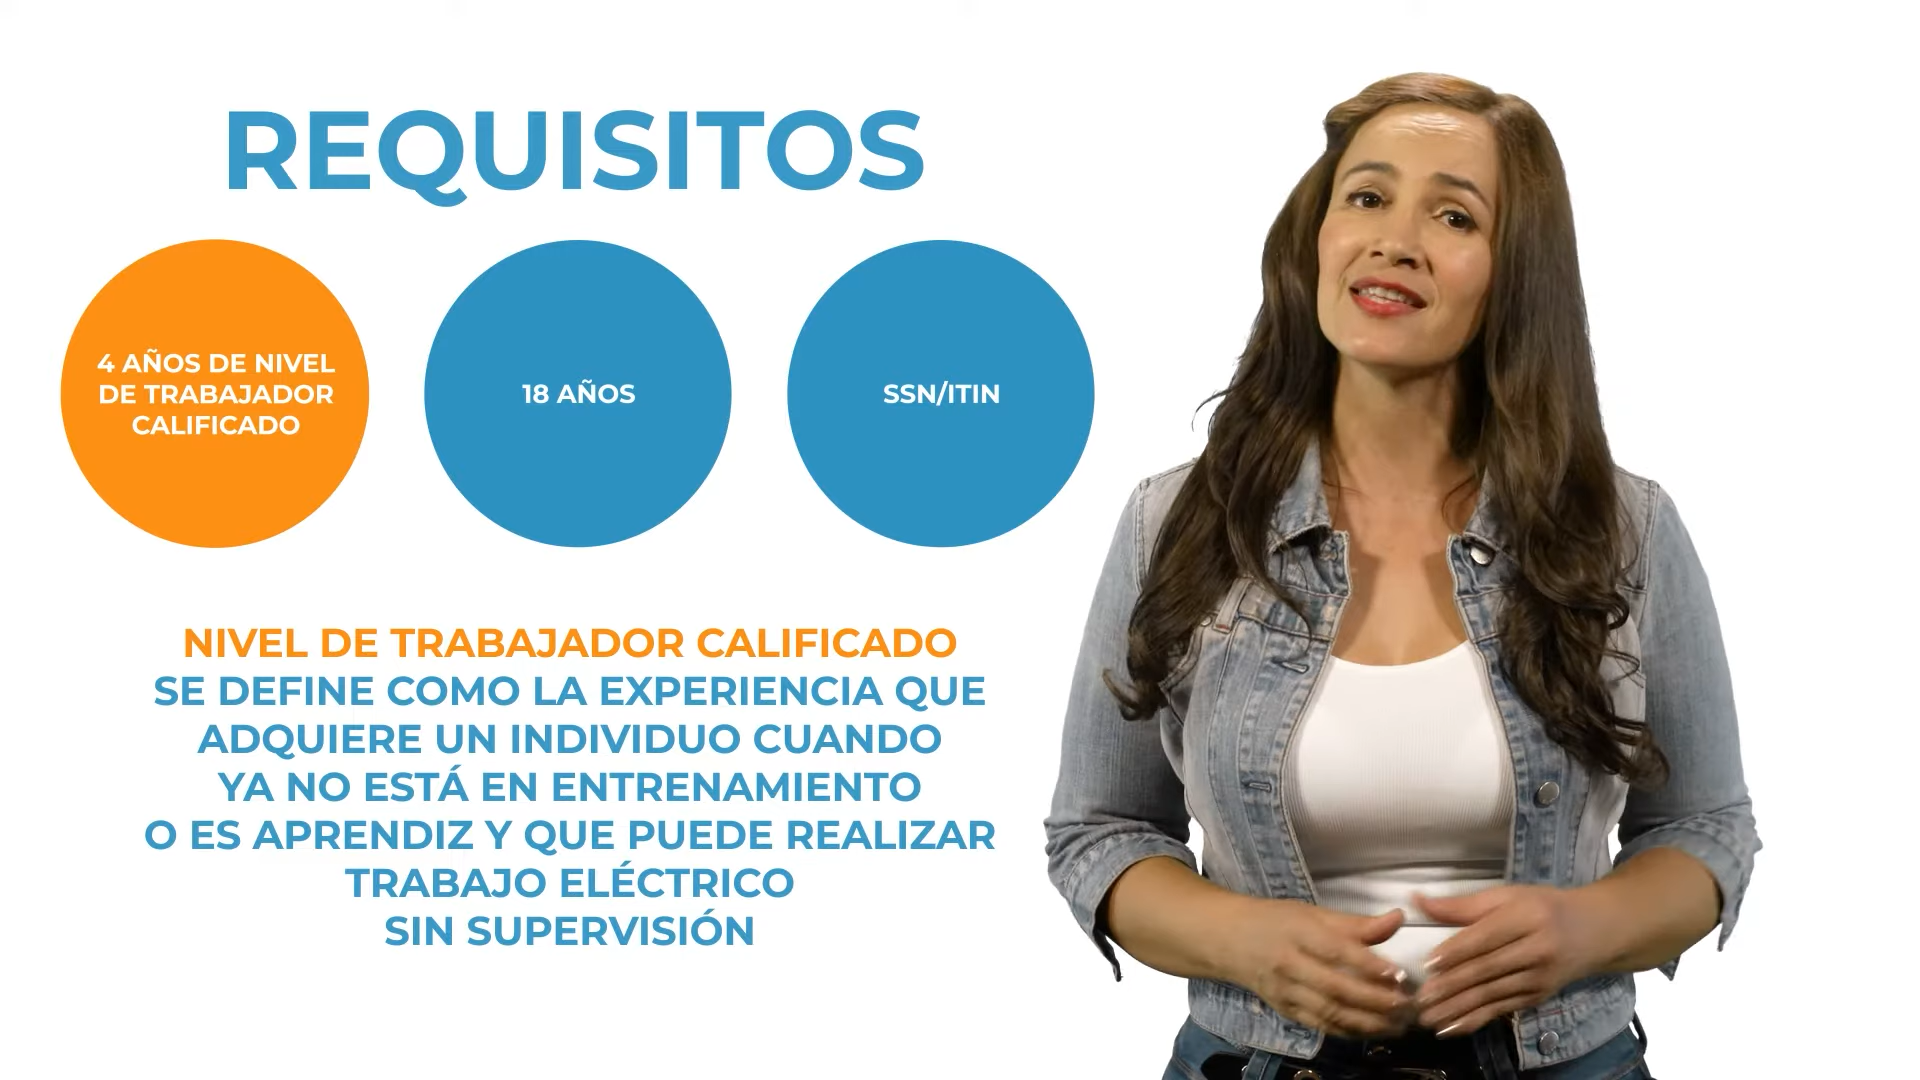 REQUISITOS
4 AÑOS DE NIVEL
DE TRABAJADOR
CALIFICADO
18 AÑOS
SSN/ITIN
NIVEL DE TRABAJADOR CALIFICADO
SE DEFINE COMO LA EXPERIENCIA QUE
ADQUIERE UN INDIVIDUO CUANDO
YA NO ESTÁ EN ENTRENAMIENTO
O ES APRENDIZ Y QUE PUEDE REALIZAR
TRABAJO ELÉCTRICO
SIN SUPERVISIÓN